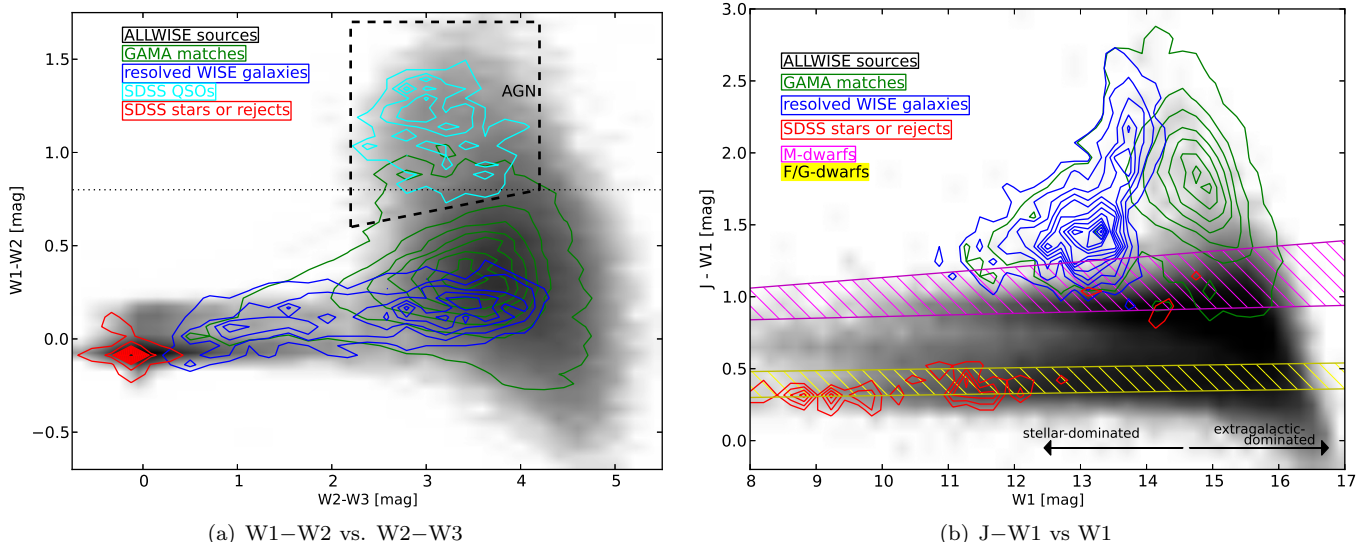 ALLWISE sources
GAMA matches
resolved WISE galaxies
SDSS QSOs
SDSS stars or rejects
AGN
W1-W2 [mag]
1.5
1.0
0.5
0.0
−0.5
0 1 2 3 4 5
W2-W3 [mag]
(a) W1−W2 vs. W2−W3
ALLWISE sources
GAMA matches
resolved WISE galaxies
SDSS stars or rejects
M-dwarfs
F/G-dwarfs
J - W1 [mag]
3.0
2.5
2.0
1.5
1.0
0.5
0.0
stellar-dominated
extragalactic-
dominated
8 9 10 11 12 13 14 15 16 17
W1 [mag]
(b) J−W1 vs W1